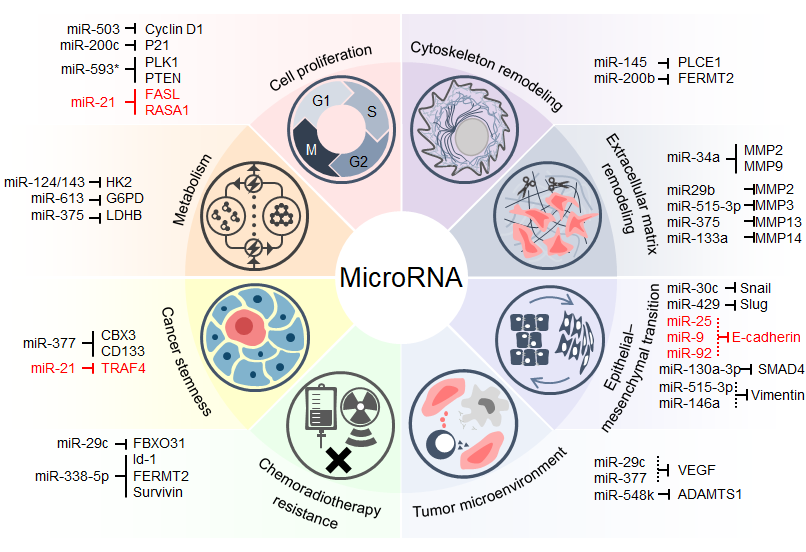 miR-503 ⊣ Cyclin D1
miR-200c ⊣ P21
miR-593* ⊣ PLK1
PTEN
miR-21 ⊣ FASL
RASA1
Cell proliferation
G1
S
G2
M
Cytoskeleton remodeling
miR-145 ⊣ PLCE1
miR-200b ⊣ FERMT2
Extracellular matrix
remodeling
miR-34a ⊣ MMP2
MMP9
miR29b ⊣ MMP2
miR-515-3p ⊣ MMP3
miR-375 ⊣ MMP13
miR-133a ⊣ MMP14
Metabolism
miR-124/143 ⊣ HK2
miR-613 ⊣ G6PD
miR-375 ⊣ LDHB
MicroRNA
Epithelial–
mesenchymal transition
miR-30c ⊣ Snail
miR-429 ⊣ Slug
miR-25
miR-9 ⊣ E-cadherin
miR-92
miR-130a-3p ⊣ SMAD4
miR-515-3p
miR-146a ⊣ Vimentin
Cancer stemness
miR-377 ⊣ CBX3
CD133
miR-21 ⊣ TRAF4
Chemoradiotherapy
resistance
miR-29c ⊣ FBXO31
miR-338-5p ⊣ Id-1
FERMT2
Survivin
Tumor microenvironment
miR-29c
miR-377 ⊣ VEGF
miR-548k ⊣ ADAMTS1